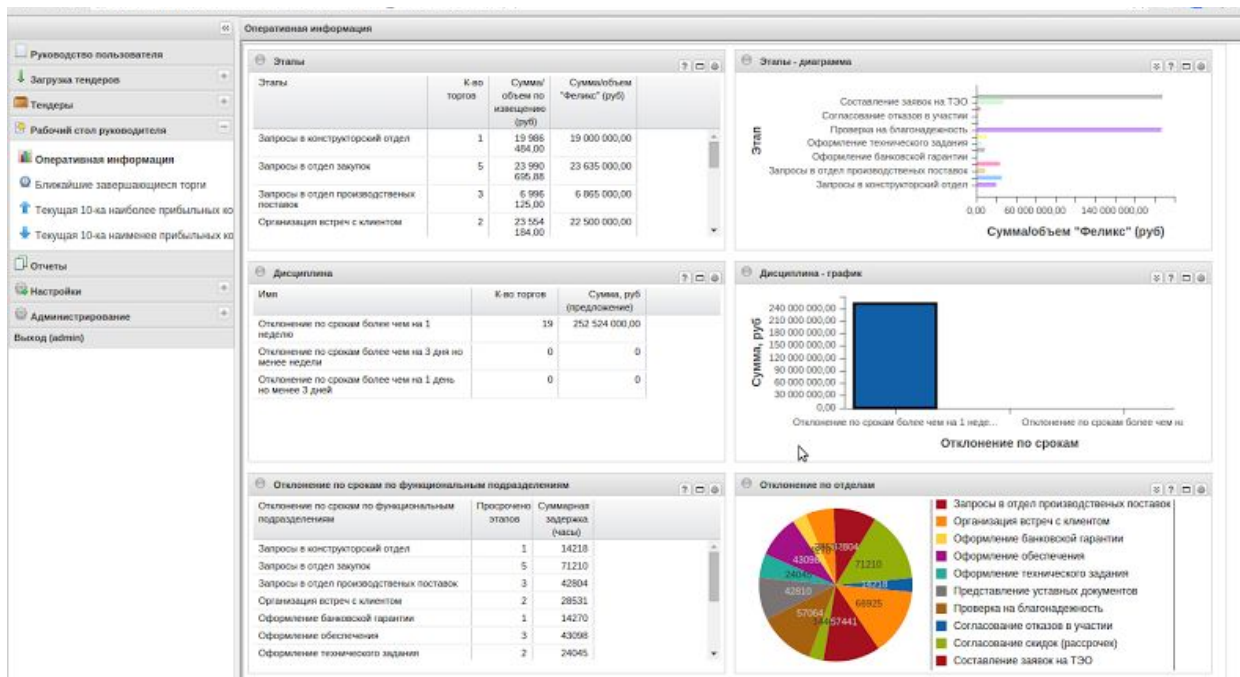 Оперативная информация
Руководство пользователя
Загрузка тендеров
Тендеры
Рабочий стол руководителя
Оперативная информация
Ближайшие завершающиеся торги
Текущая 10-ка наиболее прибыльных ко
Текущая 10-ка наименее прибыльных ко
Отчеты
Настройки
Администрирование
Выход (admin)
Этапы
Этапы К-во торгов Сумма/объем по извещению (руб) Сумма/объем "Феликс" (руб)
Запросы в конструкторский отдел 1 19 986 484,00 19 000 000,00
Запросы в отдел закупок 5 23 990 695,88 23 635 000,00
Запросы в отдел производственых поставок 3 6 996 125,00 6 865 000,00
Организация встреч с клиентом 2 23 554 184,00 22 500 000,00
Этапы - диаграмма
Этап
Составление заявок на ТЭО
Согласование отказов в участии
Проверка на благонадежность
Оформление технического задания
Оформление банковской гарантии
Запросы в отдел производственых поставок
Запросы в конструкторский отдел
0,00 60 000 000,00 140 000 000,00
Сумма/объем "Феликс" (руб)
Дисциплина
Имя К-во торгов Сумма, руб (предложение)
Отклонение по срокам более чем на 1 неделю 19 252 524 000,00
Отклонение по срокам более чем на 3 дня но менее недели 0 0
Отклонение по срокам более чем на 1 день но менее 3 дней 0 0
Дисциплина - график
Сумма, руб
240 000 000,00
210 000 000,00
180 000 000,00
150 000 000,00
120 000 000,00
90 000 000,00
60 000 000,00
30 000 000,00
0,00
Отклонение по срокам более чем на 1 неде... Отклонение по срокам более чем на
Отклонение по срокам
Отклонение по срокам по функциональным подразделениям
Отклонение по срокам по функциональным подразделениям Просрочено этапов Суммарная задержка (часы)
Запросы в конструкторский отдел 1 14218
Запросы в отдел закупок 5 71210
Запросы в отдел производственых поставок 3 42804
Организация встреч с клиентом 2 28531
Оформление банковской гарантии 1 14270
Оформление обеспечения 3 43098
Оформление технического задания 2 24045
Отклонение по отделам
71210
14218
66925
57441
57064
42810
24045
43098
42804
Запросы в отдел производственых поставок
Организация встреч с клиентом
Оформление банковской гарантии
Оформление обеспечения
Оформление технического задания
Представление уставных документов
Проверка на благонадежность
Согласование отказов в участии
Согласование скидок (рассрочек)
Составление заявок на ТЭО